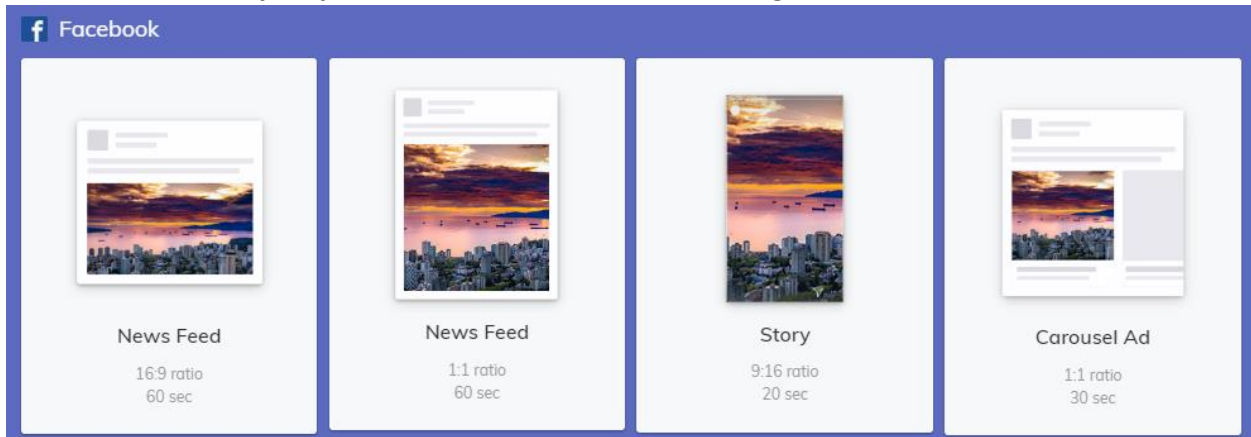 Facebook
News Feed
16:9 ratio
60 sec
News Feed
1:1 ratio
60 sec
Story
9:16 ratio
20 sec
Carousel Ad
1:1 ratio
30 sec